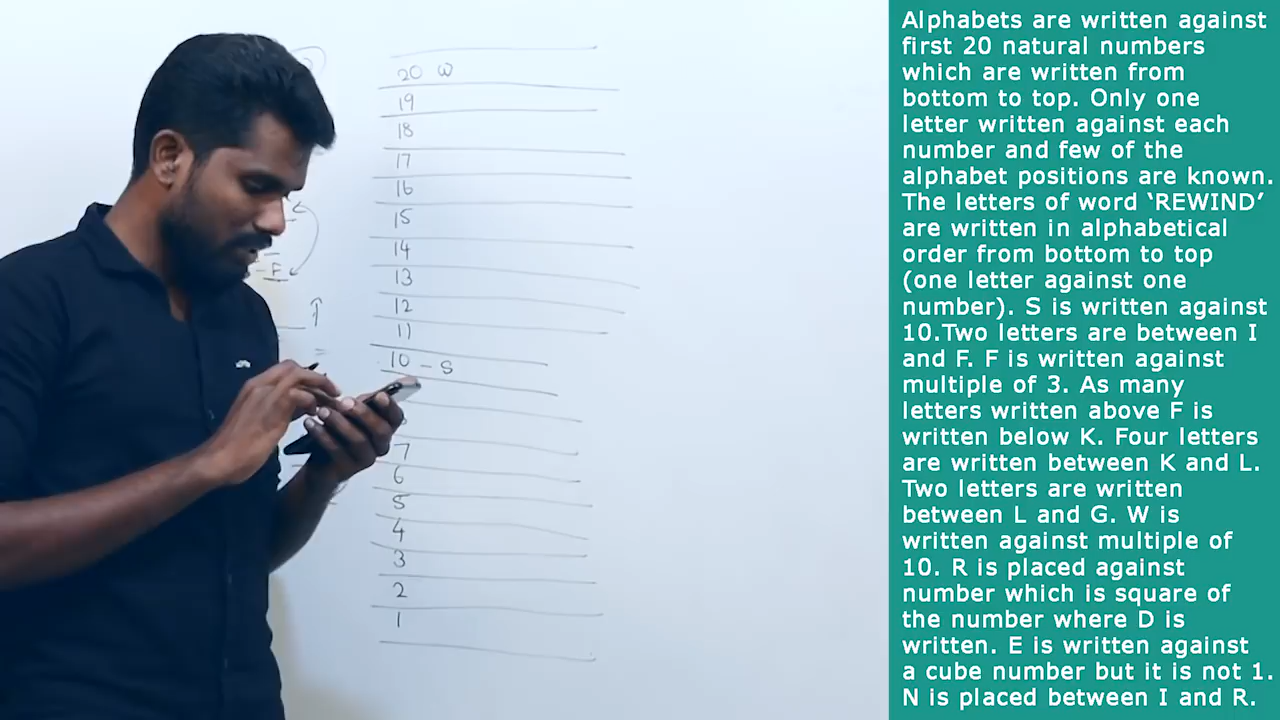 20 W
19
18
17
16
15
14
13
12
11
10 - S
7
6
5
4
3
2
1
F
Alphabets are written against
first 20 natural numbers
which are written from
bottom to top. Only one
letter written against each
number and few of the
alphabet positions are known.
The letters of word ‘REWIND’
are written in alphabetical
order from bottom to top
(one letter against one
number). S is written against
10.Two letters are between I
and F. F is written against
multiple of 3. As many
letters written above F is
written below K. Four letters
are written between K and L.
Two letters are written
between L and G. W is
written against multiple of
10. R is placed against
number which is square of
the number where D is
written. E is written against
a cube number but it is not 1.
N is placed between I and R.